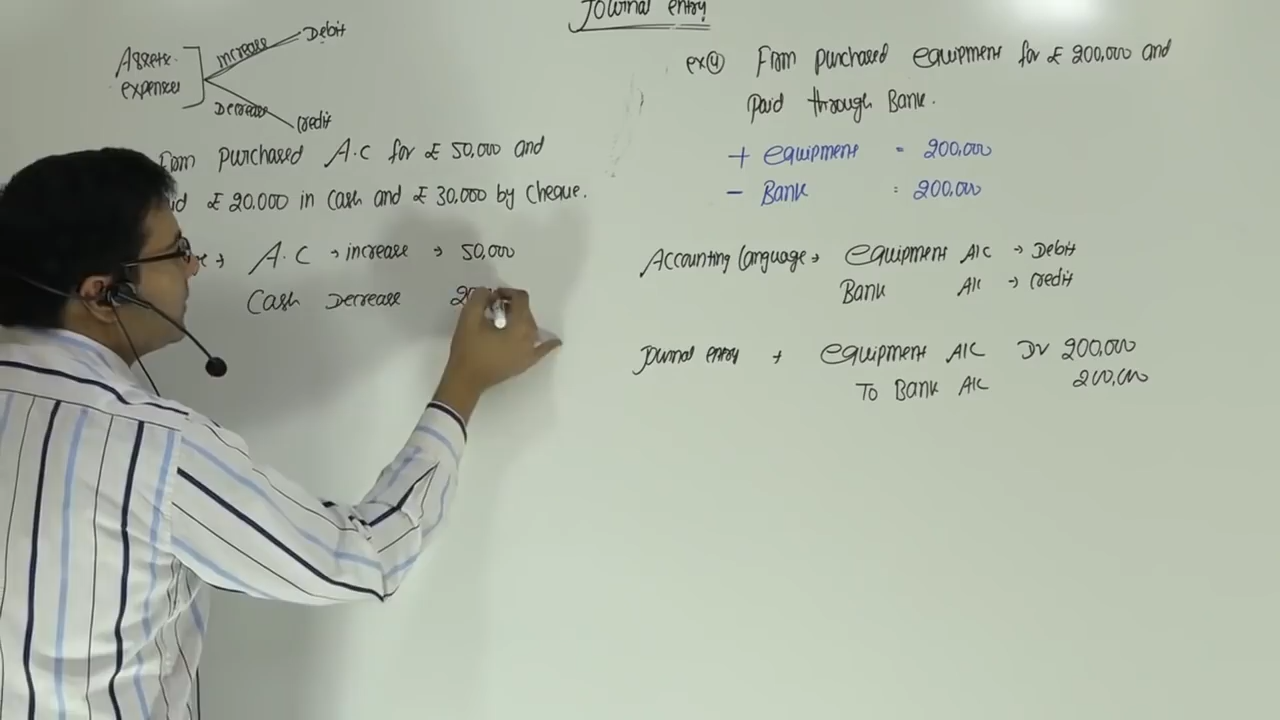 Journal entry
Assets.
expenses
increase
Debit
Decrease
Credit
purchased A.C for £ 50,000 and
£ 20,000 in Cash and £ 30,000 by Cheque.
A.C → increase → 50,000
Cash Decrease
ex④ From purchased equipment for £ 200,000 and
Paid through Bank.
+ equipment = 200,000
- Bank : 200,000
Accounting language → equipment A/C → Debit
Bank A/C → Credit
Journal entry → equipment A/C Dr 200,000
To Bank A/C 200,000